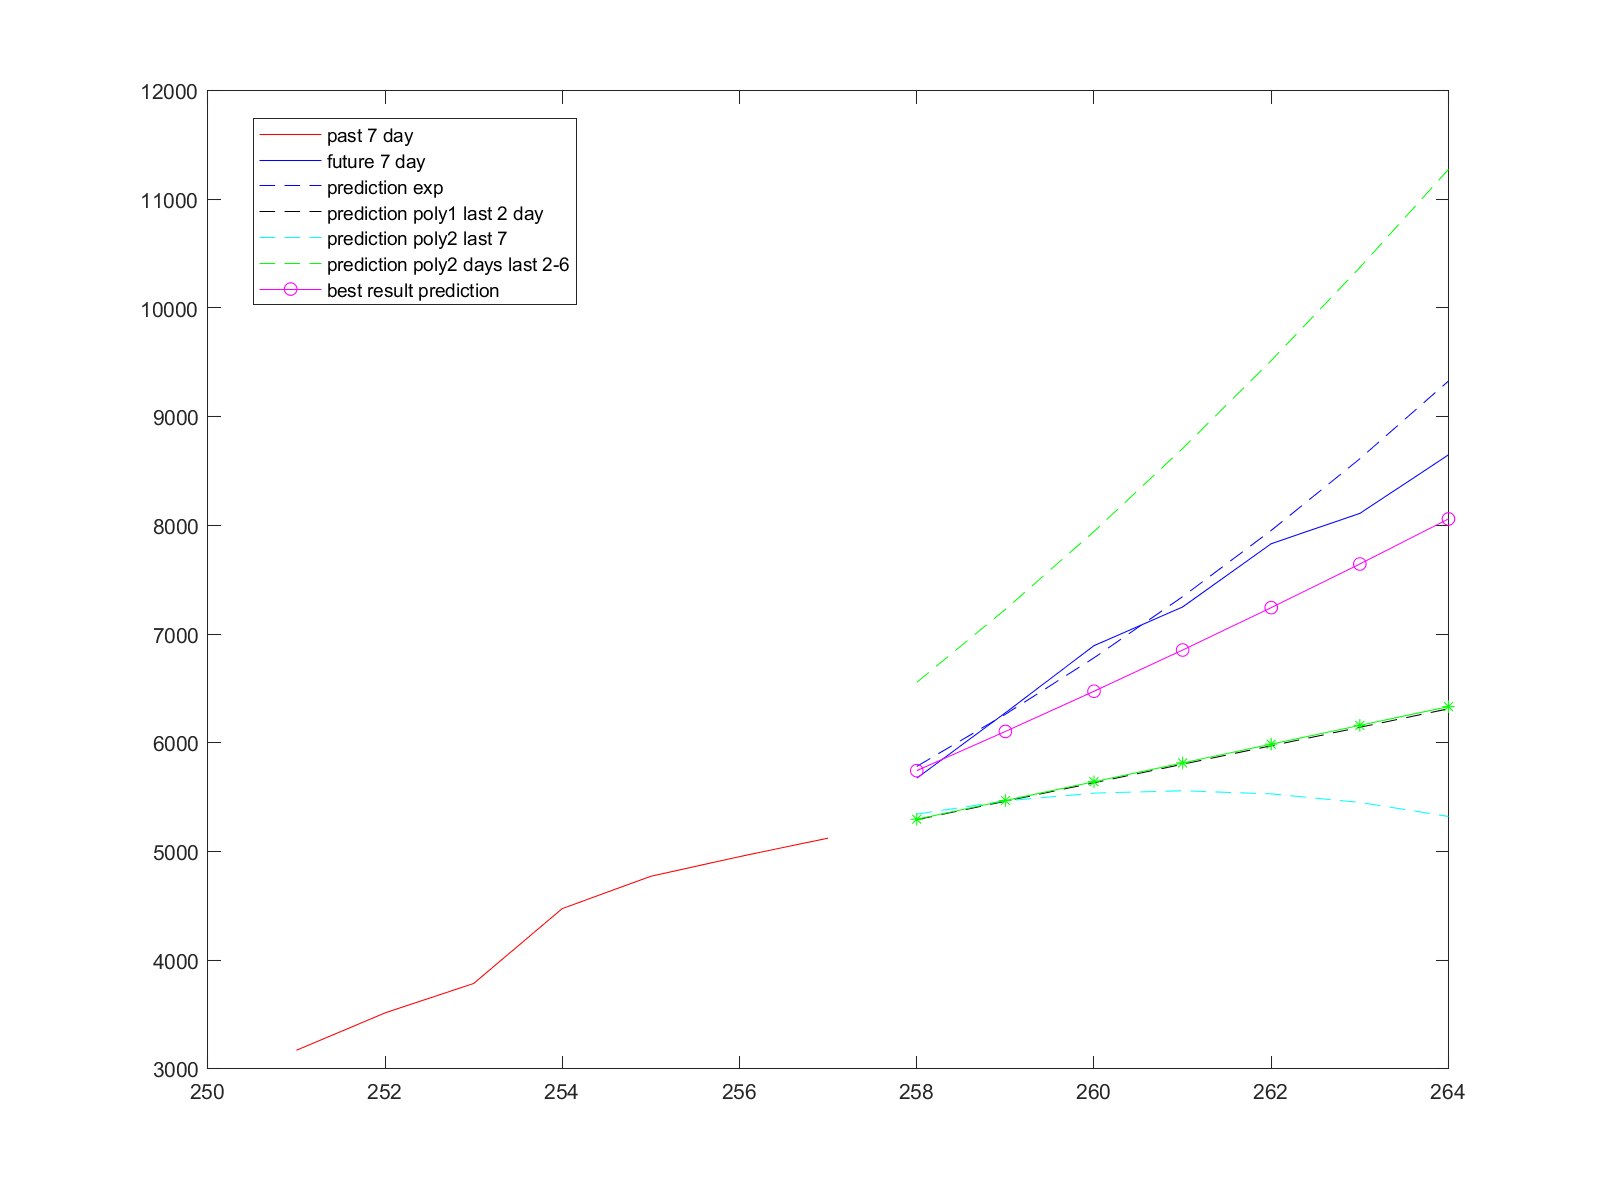 12000
11000
10000
9000
8000
7000
6000
5000
4000
3000
past 7 day
future 7 day
prediction exp
prediction poly1 last 2 day
prediction poly2 last 7
prediction poly2 days last 2-6
best result prediction
250 252 254 256 258 260 262 264